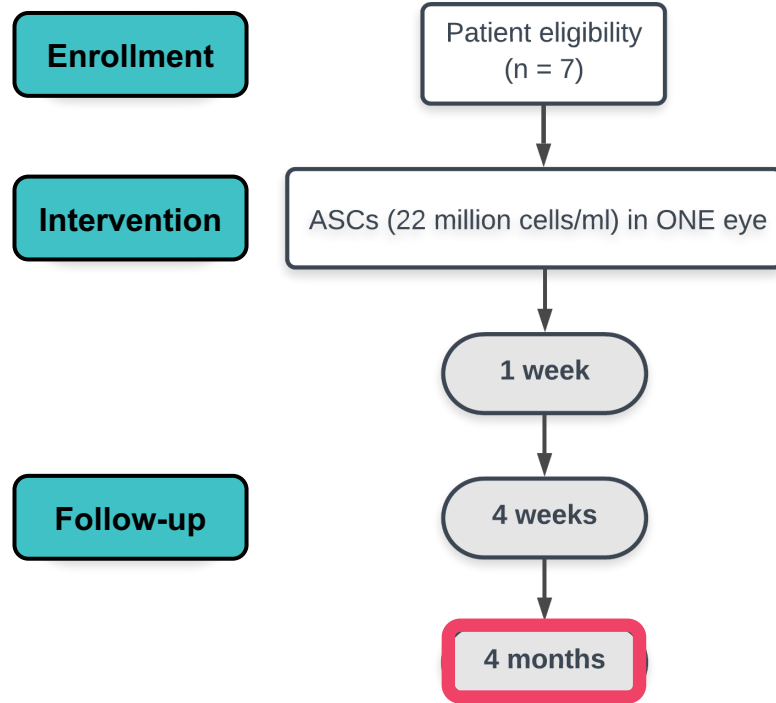 Enrollment
Patient eligibility
(n = 7)
Intervention
ASCs (22 million cells/ml) in ONE eye
1 week
Follow-up
4 weeks
4 months